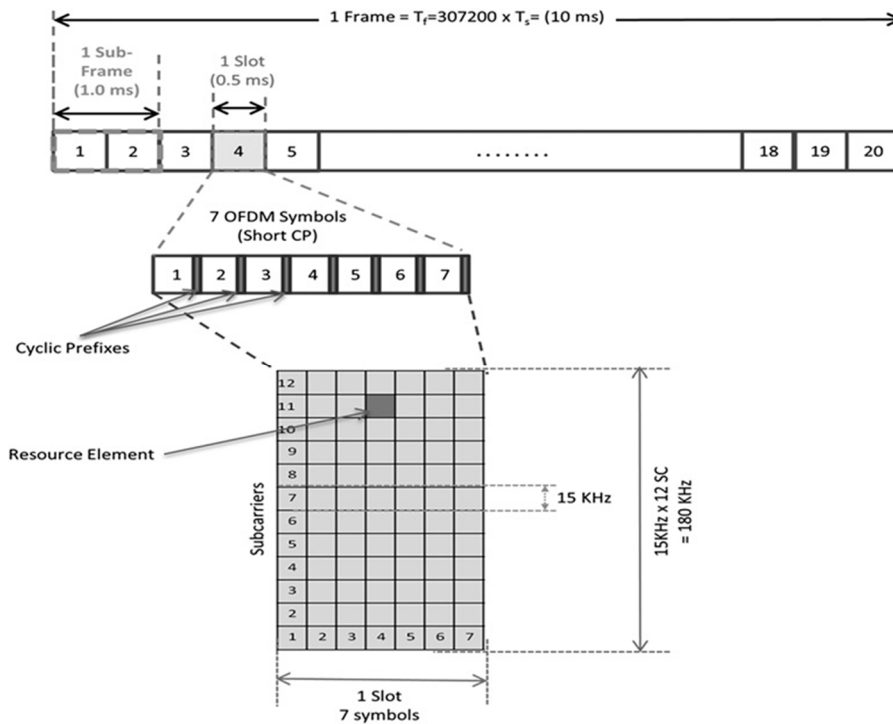 1 Frame = Tf=307200 x Ts= (10 ms)
1 Sub-
Frame
(1.0 ms)
1 Slot
(0.5 ms)
1 2 3 4 5 ........ 18 19 20
7 OFDM Symbols
(Short CP)
1 2 3 4 5 6 7
Cyclic Prefixes
12
11
10
Resource Element
9
8
7
15 KHz
6
5
4
3
2
1 2 3 4 5 6 7
Subcarriers
15KHz x 12 SC
= 180 KHz
1 Slot
7 symbols